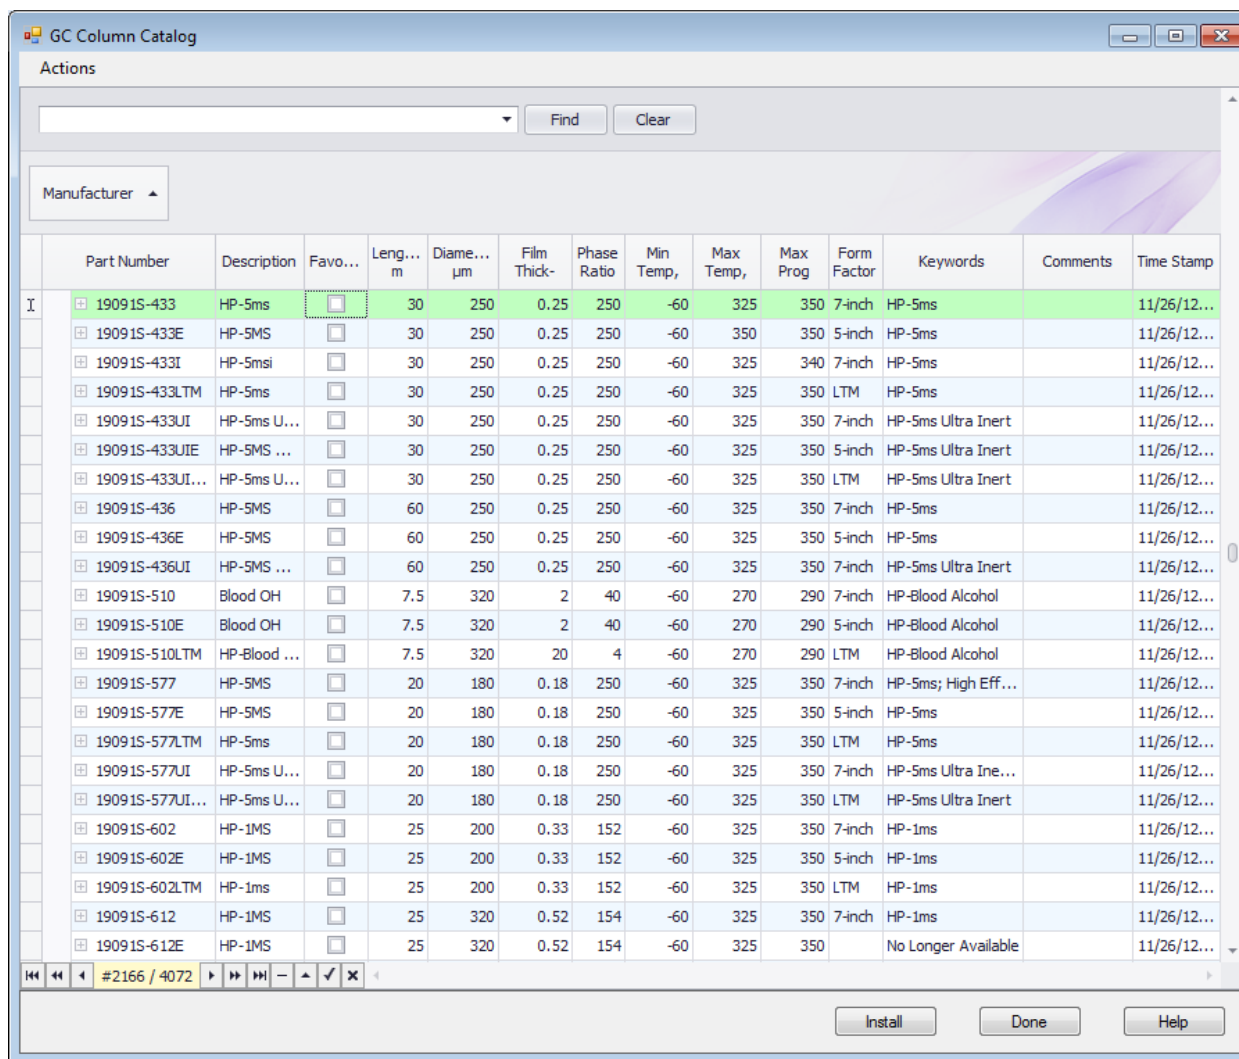 GC Column Catalog
Actions
Find Clear
Manufacturer
Part Number Description Favo... Leng... m Diame... µm Film Thick- Phase Ratio Min Temp, Max Temp, Max Prog Form Factor Keywords Comments Time Stamp
19091S-433 HP-5ms 30 250 0.25 250 -60 325 350 7-inch HP-5ms 11/26/12...
19091S-433E HP-5MS 30 250 0.25 250 -60 350 350 5-inch HP-5ms 11/26/12...
19091S-433I HP-5msi 30 250 0.25 250 -60 325 340 7-inch HP-5ms 11/26/12...
19091S-433LTM HP-5ms 30 250 0.25 250 -60 325 350 LTM HP-5ms 11/26/12...
19091S-433UI HP-5ms U... 30 250 0.25 250 -60 325 350 7-inch HP-5ms Ultra Inert 11/26/12...
19091S-433UIE HP-5MS ... 30 250 0.25 250 -60 325 350 5-inch HP-5ms Ultra Inert 11/26/12...
19091S-433UI... HP-5ms U... 30 250 0.25 250 -60 325 350 LTM HP-5ms Ultra Inert 11/26/12...
19091S-436 HP-5MS 60 250 0.25 250 -60 325 350 7-inch HP-5ms 11/26/12...
19091S-436E HP-5MS 60 250 0.25 250 -60 325 350 5-inch HP-5ms 11/26/12...
19091S-436UI HP-5MS ... 60 250 0.25 250 -60 325 350 7-inch HP-5ms Ultra Inert 11/26/12...
19091S-510 Blood OH 7.5 320 2 40 -60 270 290 7-inch HP-Blood Alcohol 11/26/12...
19091S-510E Blood OH 7.5 320 2 40 -60 270 290 5-inch HP-Blood Alcohol 11/26/12...
19091S-510LTM HP-Blood ... 7.5 320 20 4 -60 270 290 LTM HP-Blood Alcohol 11/26/12...
19091S-577 HP-5MS 20 180 0.18 250 -60 325 350 7-inch HP-5ms; High Eff... 11/26/12...
19091S-577E HP-5MS 20 180 0.18 250 -60 325 350 5-inch HP-5ms 11/26/12...
19091S-577LTM HP-5ms 20 180 0.18 250 -60 325 350 LTM HP-5ms 11/26/12...
19091S-577UI HP-5ms U... 20 180 0.18 250 -60 325 350 7-inch HP-5ms Ultra Ine... 11/26/12...
19091S-577UI... HP-5ms U... 20 180 0.18 250 -60 325 350 LTM HP-5ms Ultra Inert 11/26/12...
19091S-602 HP-1MS 25 200 0.33 152 -60 325 350 7-inch HP-1ms 11/26/12...
19091S-602E HP-1MS 25 200 0.33 152 -60 325 350 5-inch HP-1ms 11/26/12...
19091S-602LTM HP-1ms 25 200 0.33 152 -60 325 350 LTM HP-1ms 11/26/12...
19091S-612 HP-1MS 25 320 0.52 154 -60 325 350 7-inch HP-1ms 11/26/12...
19091S-612E HP-1MS 25 320 0.52 154 -60 325 350 No Longer Available 11/26/12...
#2166 / 4072
Install Done Help